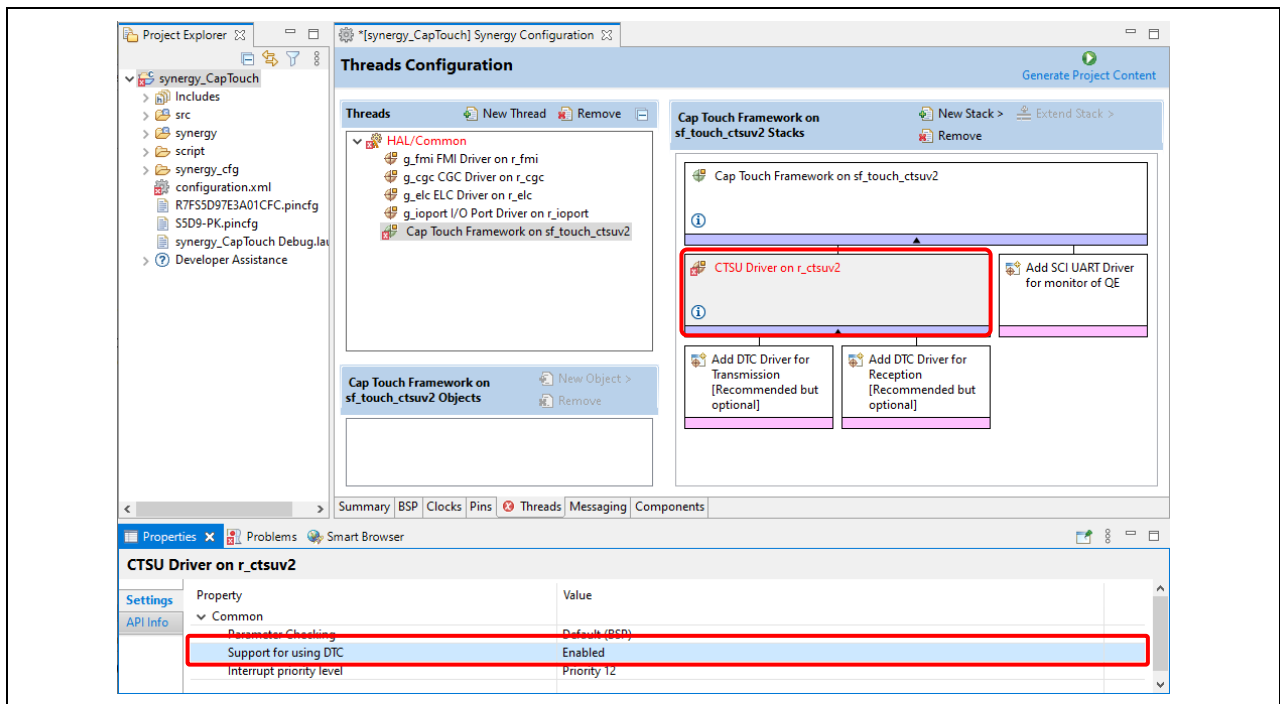 Project Explorer
*[synergy_CapTouch] Synergy Configuration
Threads Configuration
Generate Project Content
synergy_CapTouch
Includes
src
synergy
script
synergy_cfg
configuration.xml
R7FS5D97E3A01CFC.pincfg
S5D9-PK.pincfg
synergy_CapTouch Debug.lau
Developer Assistance
Threads
New Thread
Remove
HAL/Common
g_fmi FMI Driver on r_fmi
g_cgc CGC Driver on r_cgc
g_elc ELC Driver on r_elc
g_ioport I/O Port Driver on r_ioport
Cap Touch Framework on sf_touch_ctsuv2
Cap Touch Framework on
sf_touch_ctsuv2 Objects
New Object >
Remove
Cap Touch Framework on
sf_touch_ctsuv2 Stacks
New Stack >
Extend Stack >
Remove
Cap Touch Framework on sf_touch_ctsuv2
CTSU Driver on r_ctsuv2
Add SCI UART Driver
for monitor of QE
Add DTC Driver for
Transmission
[Recommended but
optional]
Add DTC Driver for
Reception
[Recommended but
optional]
Summary BSP Clocks Pins Threads Messaging Components
Properties Problems Smart Browser
CTSU Driver on r_ctsuv2
Settings
API Info
Property Value
Common
Parameter Checking Default (BSP)
Support for using DTC Enabled
Interrupt priority level Priority 12